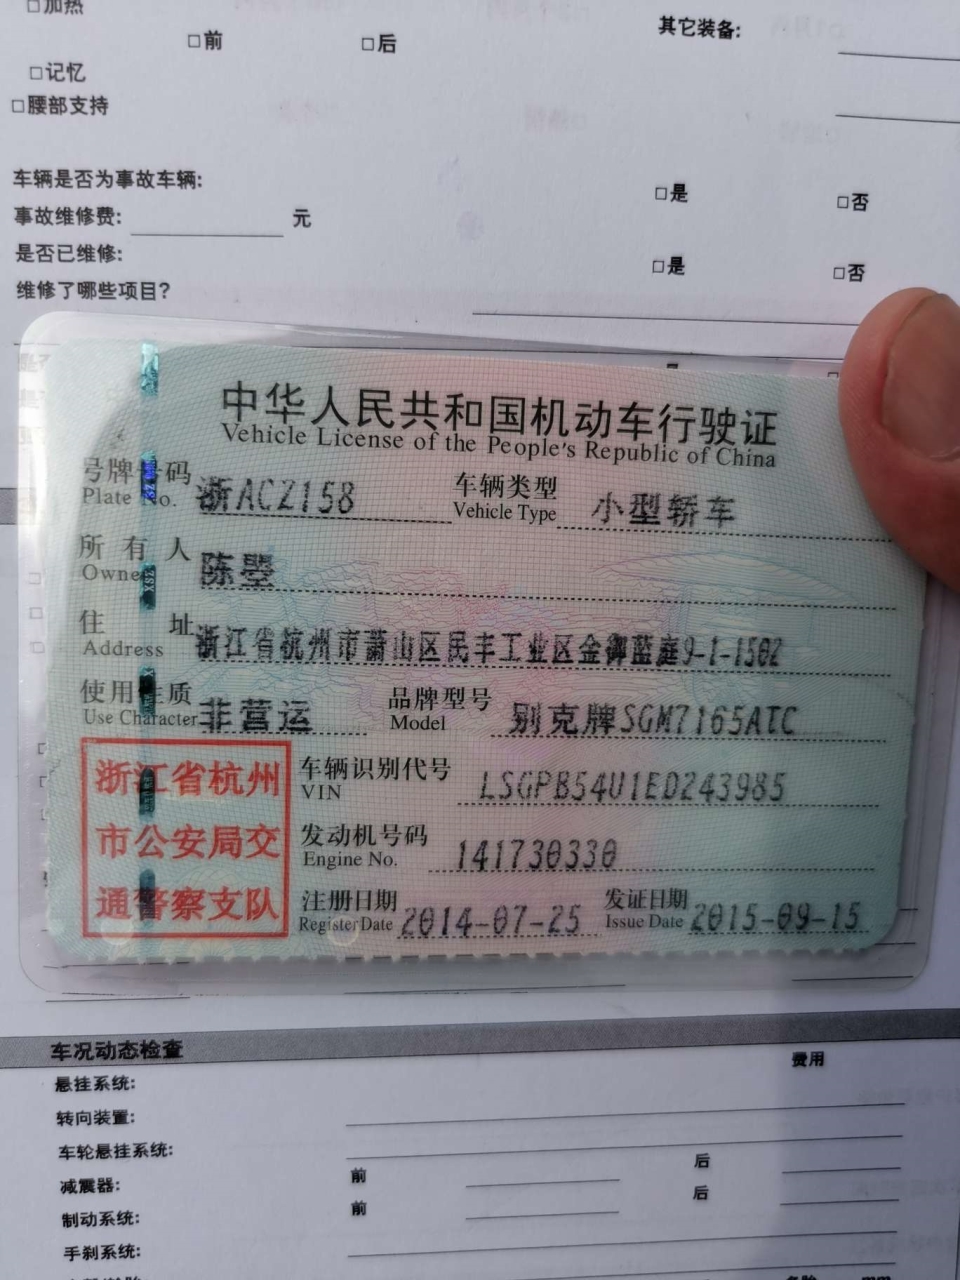 □加热
□前 □后 其它装备:
□记忆
□腰部支持
车辆是否为事故车辆: □是 □否
事故维修费: 元
是否已维修: □是 □否
维修了哪些项目?
中华人民共和国机动车行驶证
Vehicle License of the People's Republic of China
号牌号码 浙ACZ158 车辆类型 小型轿车
Plate No. Vehicle Type
所有人 陈曌
Owner
住址 浙江省杭州市萧山区民丰工业区金御蓝庭9-1-1502
Address
使用性质 非营运 品牌型号 别克牌SGM7165ATC
Use Character Model
浙江省杭州 车辆识别代号 LSGPB54U1ED243985
VIN
市公安局交 发动机号码 141730330
Engine No.
通警察支队 注册日期 2014-07-25 发证日期 2015-09-15
Register Date Issue Date
车况动态检查 费用
悬挂系统:
转向装置:
车轮悬挂系统:
减震器: 前 后
制动系统: 前 后
手刹系统: